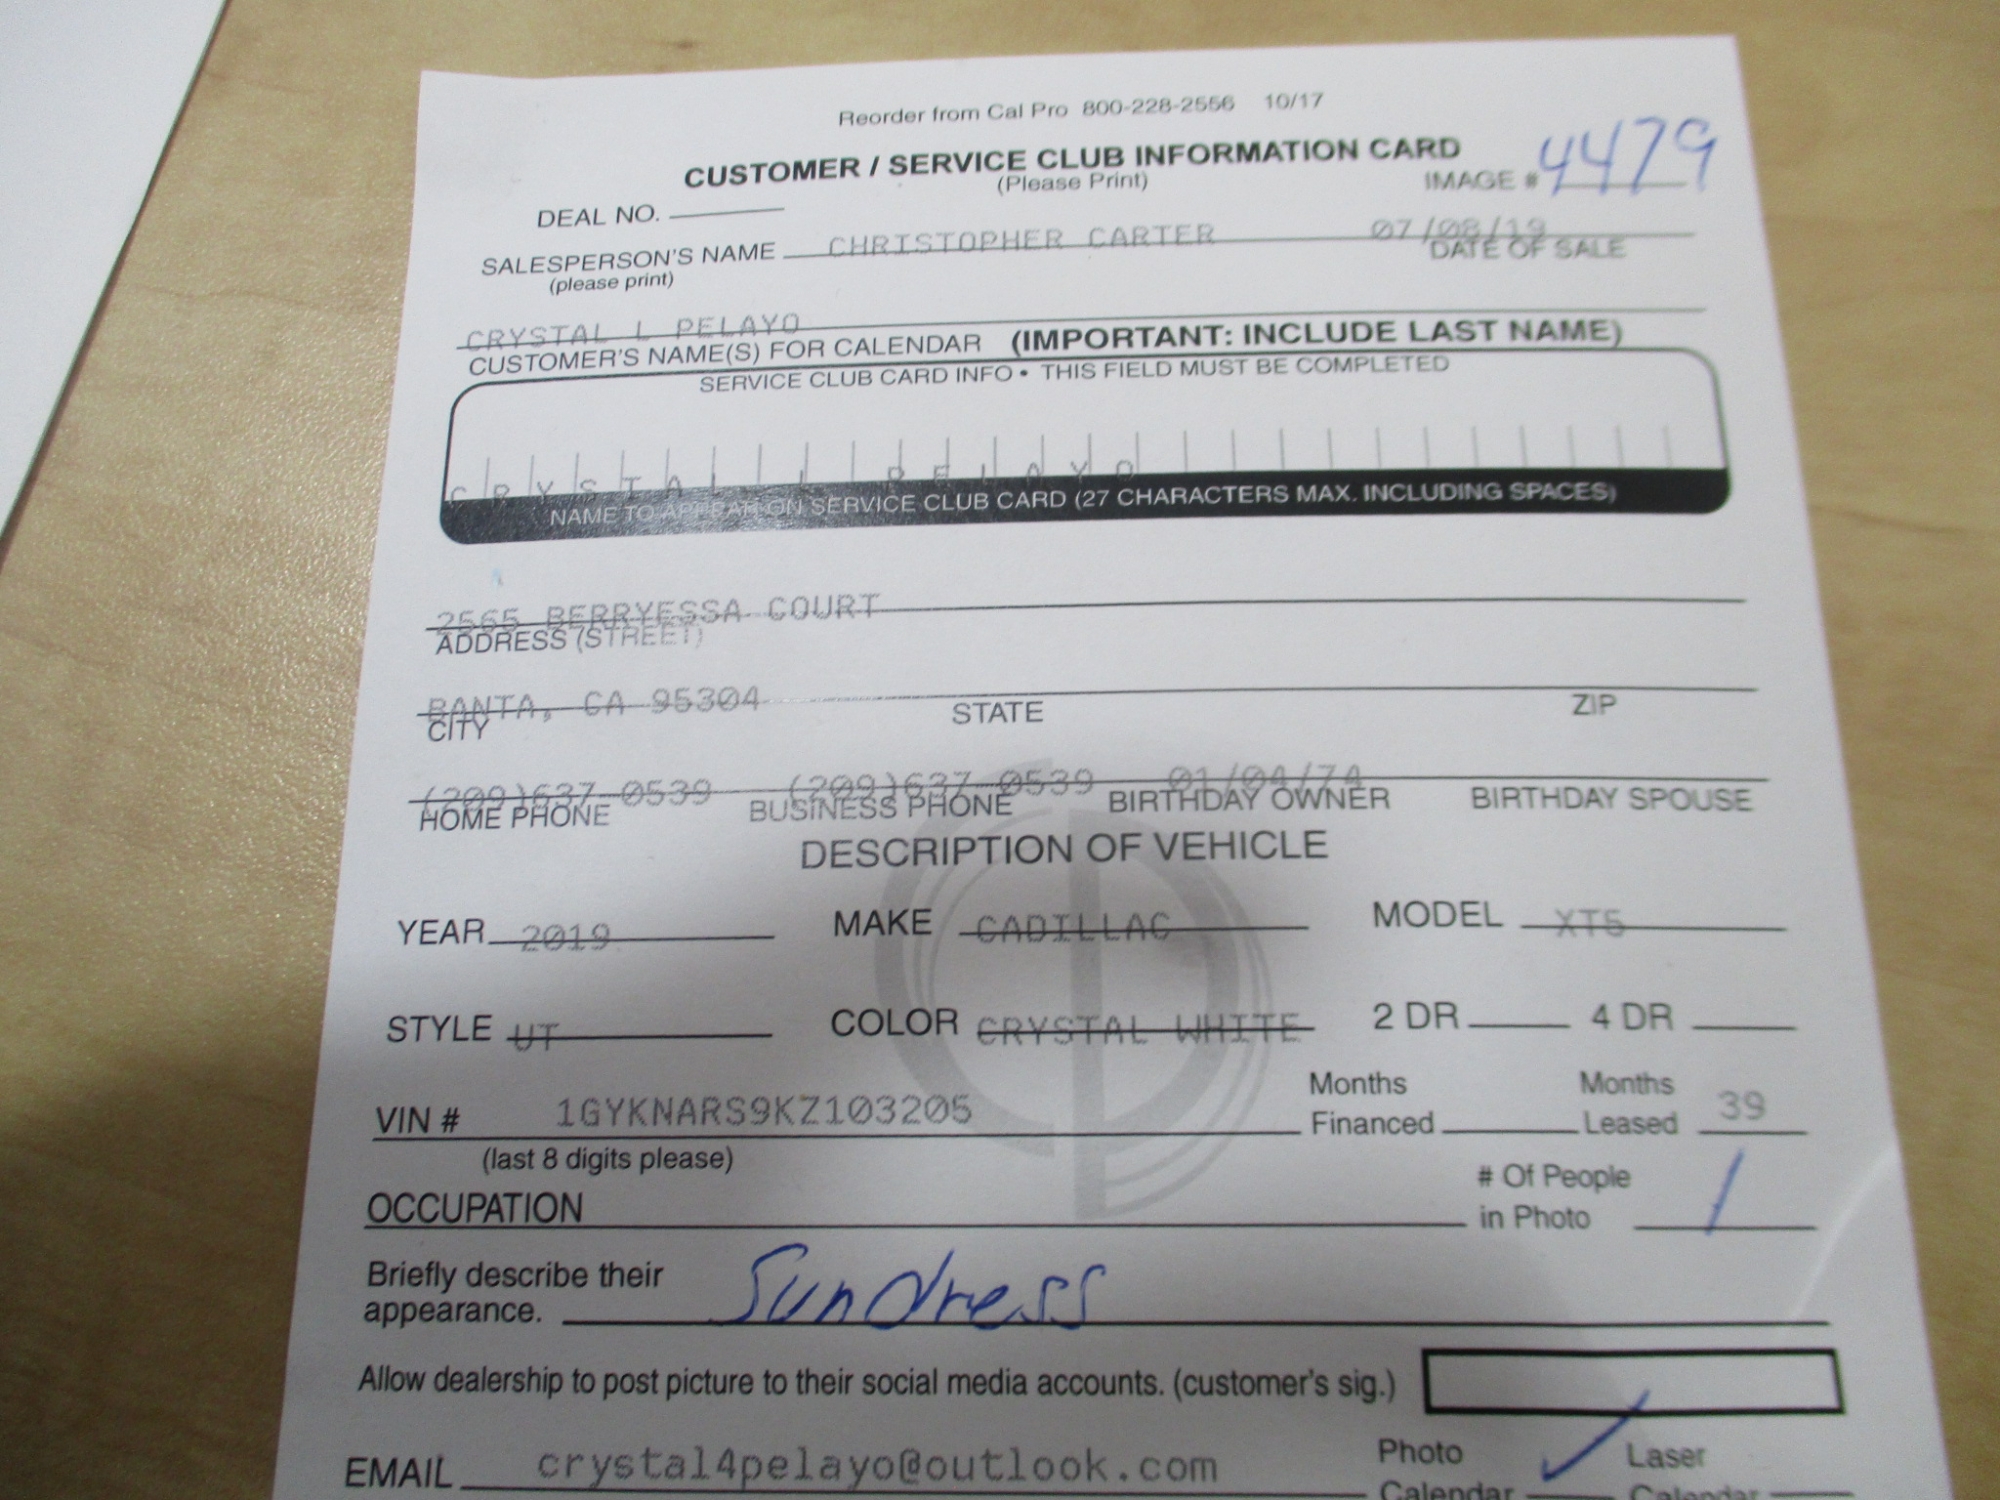 Reorder from Cal Pro 800-228-2556 10/17
CUSTOMER / SERVICE CLUB INFORMATION CARD
(Please Print)
IMAGE # 4479
DEAL NO.
SALESPERSON'S NAME CHRISTOPHER CARTER 07/08/19
(please print) DATE OF SALE
CRYSTAL L PELAYO
CUSTOMER'S NAME(S) FOR CALENDAR (IMPORTANT: INCLUDE LAST NAME)
SERVICE CLUB CARD INFO • THIS FIELD MUST BE COMPLETED
CRYSTAL L PELAYO
NAME TO APPEAR ON SERVICE CLUB CARD (27 CHARACTERS MAX. INCLUDING SPACES)
2565 BERRYESSA COURT
ADDRESS (STREET)
BANTA, CA 95304
CITY STATE ZIP
(209)637-0539 (209)637-0539 01/04/74
HOME PHONE BUSINESS PHONE BIRTHDAY OWNER BIRTHDAY SPOUSE
DESCRIPTION OF VEHICLE
YEAR 2019 MAKE CADILLAC MODEL XT5
STYLE UT COLOR CRYSTAL WHITE 2 DR 4 DR
VIN # 1GYKNARS9KZ103205 Months Financed Months Leased 39
(last 8 digits please)
OCCUPATION # Of People in Photo 1
Briefly describe their appearance. Sundress
Allow dealership to post picture to their social media accounts. (customer's sig.)
EMAIL crystal4pelayo@outlook.com Photo Calendar ✓ Laser Calendar